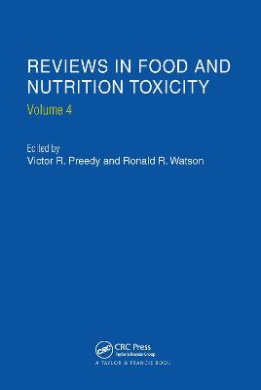 REVIEWS IN FOOD AND
NUTRITION TOXICITY
Volume 4
Edited by
Victor R. Preedy and Ronald R. Watson
CRC Press
Taylor & Francis Group
A TAYLOR & FRANCIS BOOK